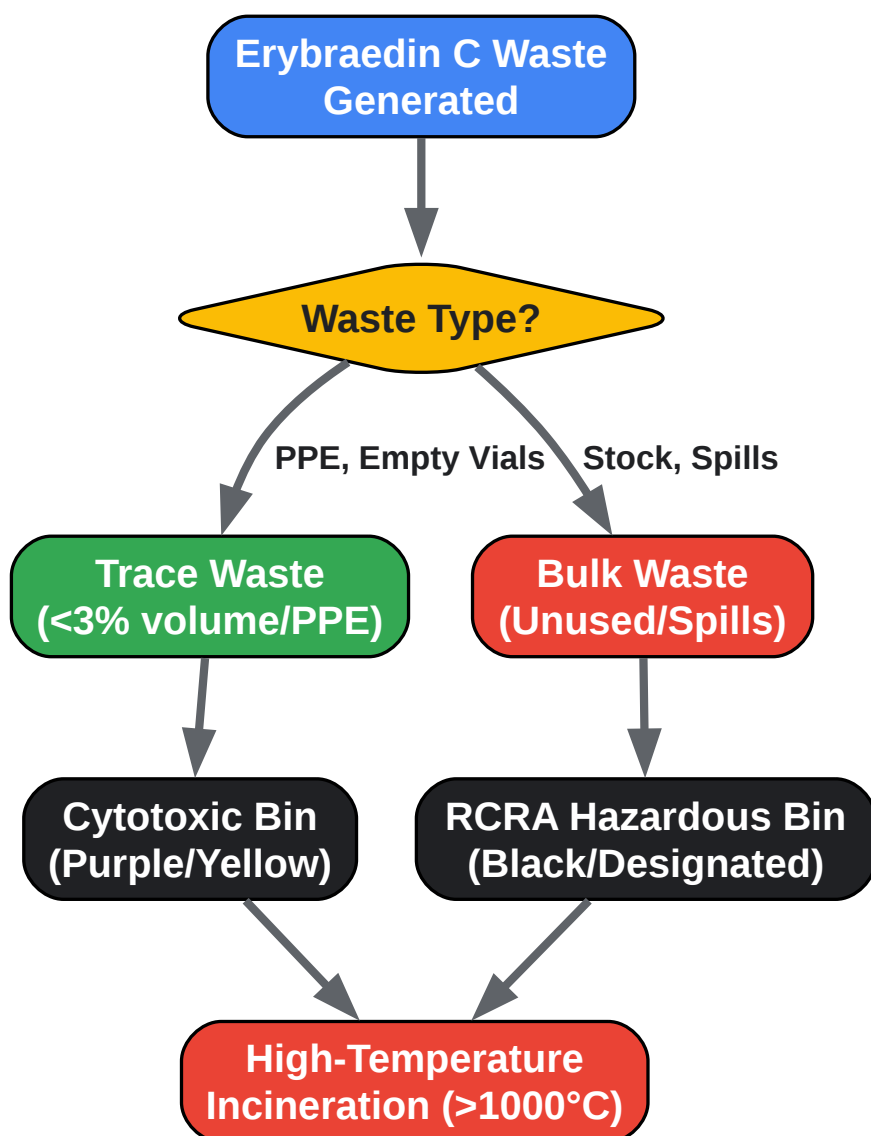 Erybraedin C Waste
Generated
Waste Type?
PPE, Empty Vials
Stock, Spills
Trace Waste
(<3% volume/PPE)
Bulk Waste
(Unused/Spills)
Cytotoxic Bin
(Purple/Yellow)
RCRA Hazardous Bin
(Black/Designated)
High-Temperature
Incineration (>1000°C)